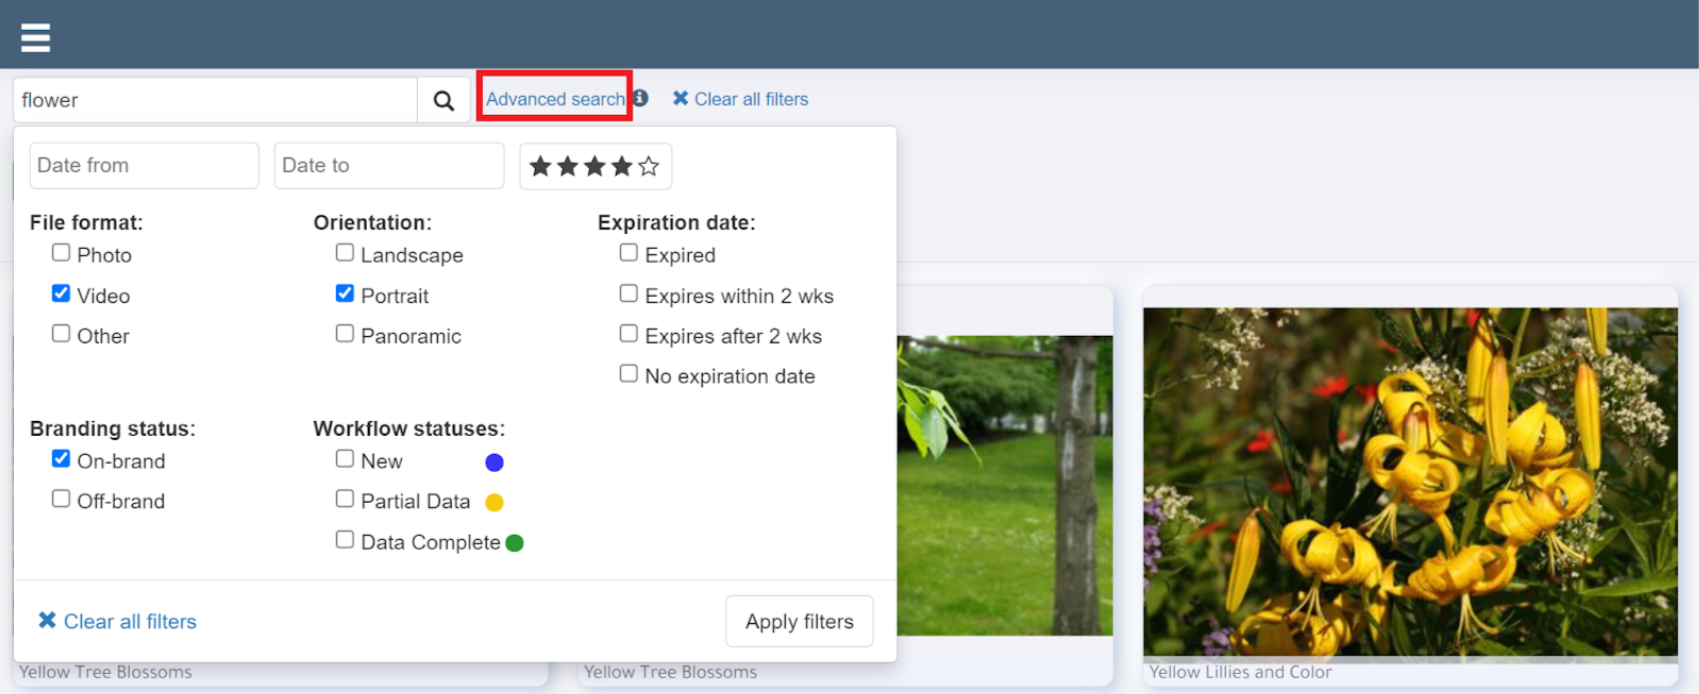 flower
Advanced search
Clear all filters
Date from
Date to
File format:
Photo
Video
Other
Orientation:
Landscape
Portrait
Panoramic
Expiration date:
Expired
Expires within 2 wks
Expires after 2 wks
No expiration date
Branding status:
On-brand
Off-brand
Workflow statuses:
New
Partial Data
Data Complete
Clear all filters
Apply filters
Yellow Tree Blossoms
Yellow Tree Blossoms
Yellow Lillies and Color